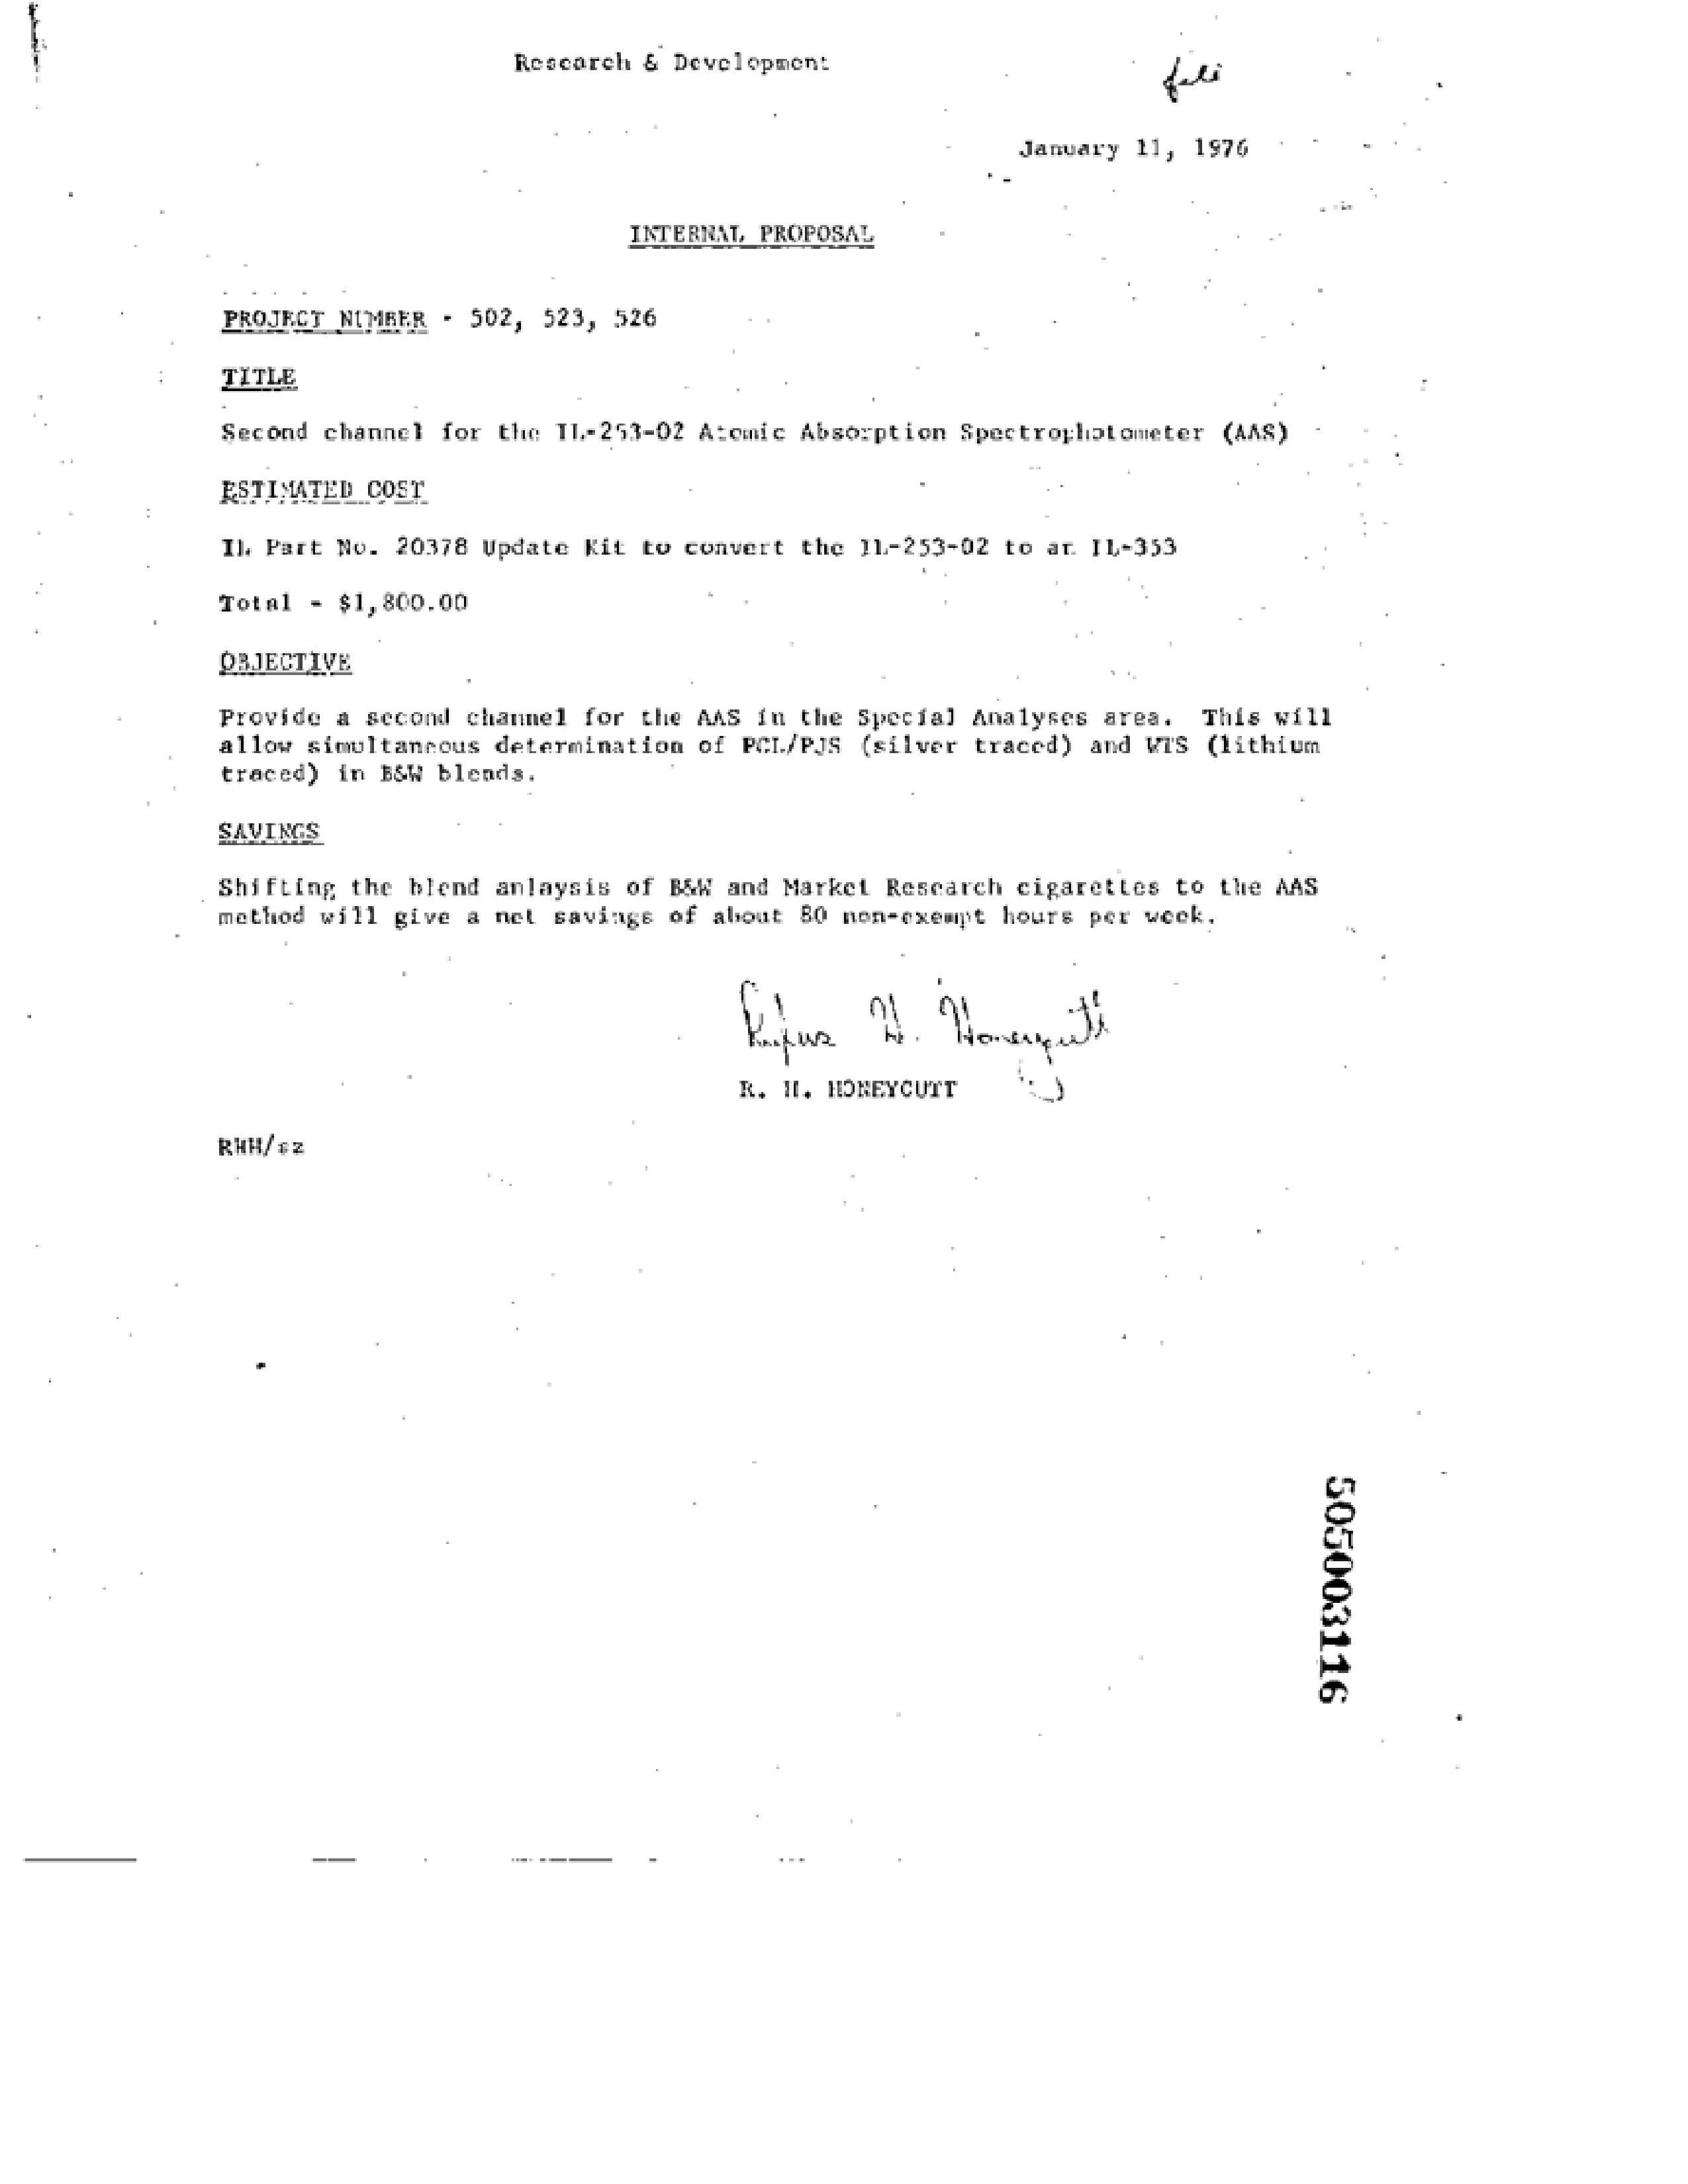 Research & Development
file
January 11, 1976
INTERNAL PROPOSAL
PROJECT NUMBER - 502, 523, 526
TITLE
Second channel for the IL-253-02 Atomic Absorption Spectrophotometer (AAS)
ESTIMATED COST
IL Part No. 20378 Update Kit to convert the IL-253-02 to an IL-353
Total - $1,800.00
OBJECTIVE
Provide a second channel for the AAS in the Special Analyses area. This will
allow simultaneous determination of PCL/PJS (silver traced) and WTS (lithium
traced) in B&W blends.
SAVINGS
Shifting the blend anlaysis of B&W and Market Research cigarettes to the AAS
method will give a net savings of about 80 non-exempt hours per week.
Rufus H. Honeycutt
R. H. HONEYCUTT
RHH/sz
505003116